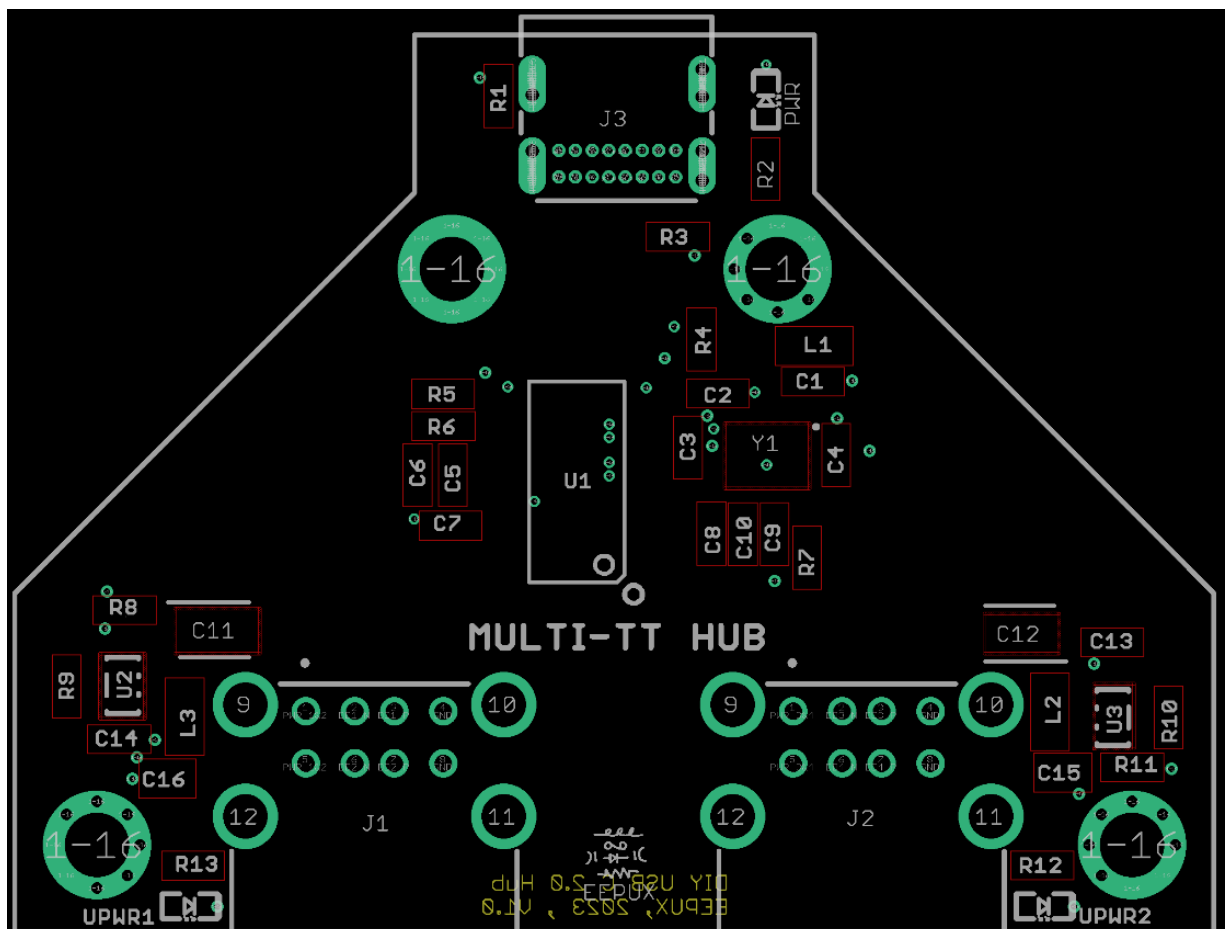 J3
R1
PWR
R2
R3
1-16
1-16
R4
L1
C1
R5
C2
R6
C3
Y1
C4
C6
C5
U1
C7
C8
C10
C9
R7
R8
C11
MULTI-TT HUB
C12
C13
R9
U2
L3
9
10
9
10
L2
U3
R10
C14
C16
C15
R11
12
11
12
11
J1
J2
1-16
1-16
R13
R12
DIY USB C 2.0 Hub
EEPUX
EEPUX, 2023 , V1.0
UPWR1
UPWR2